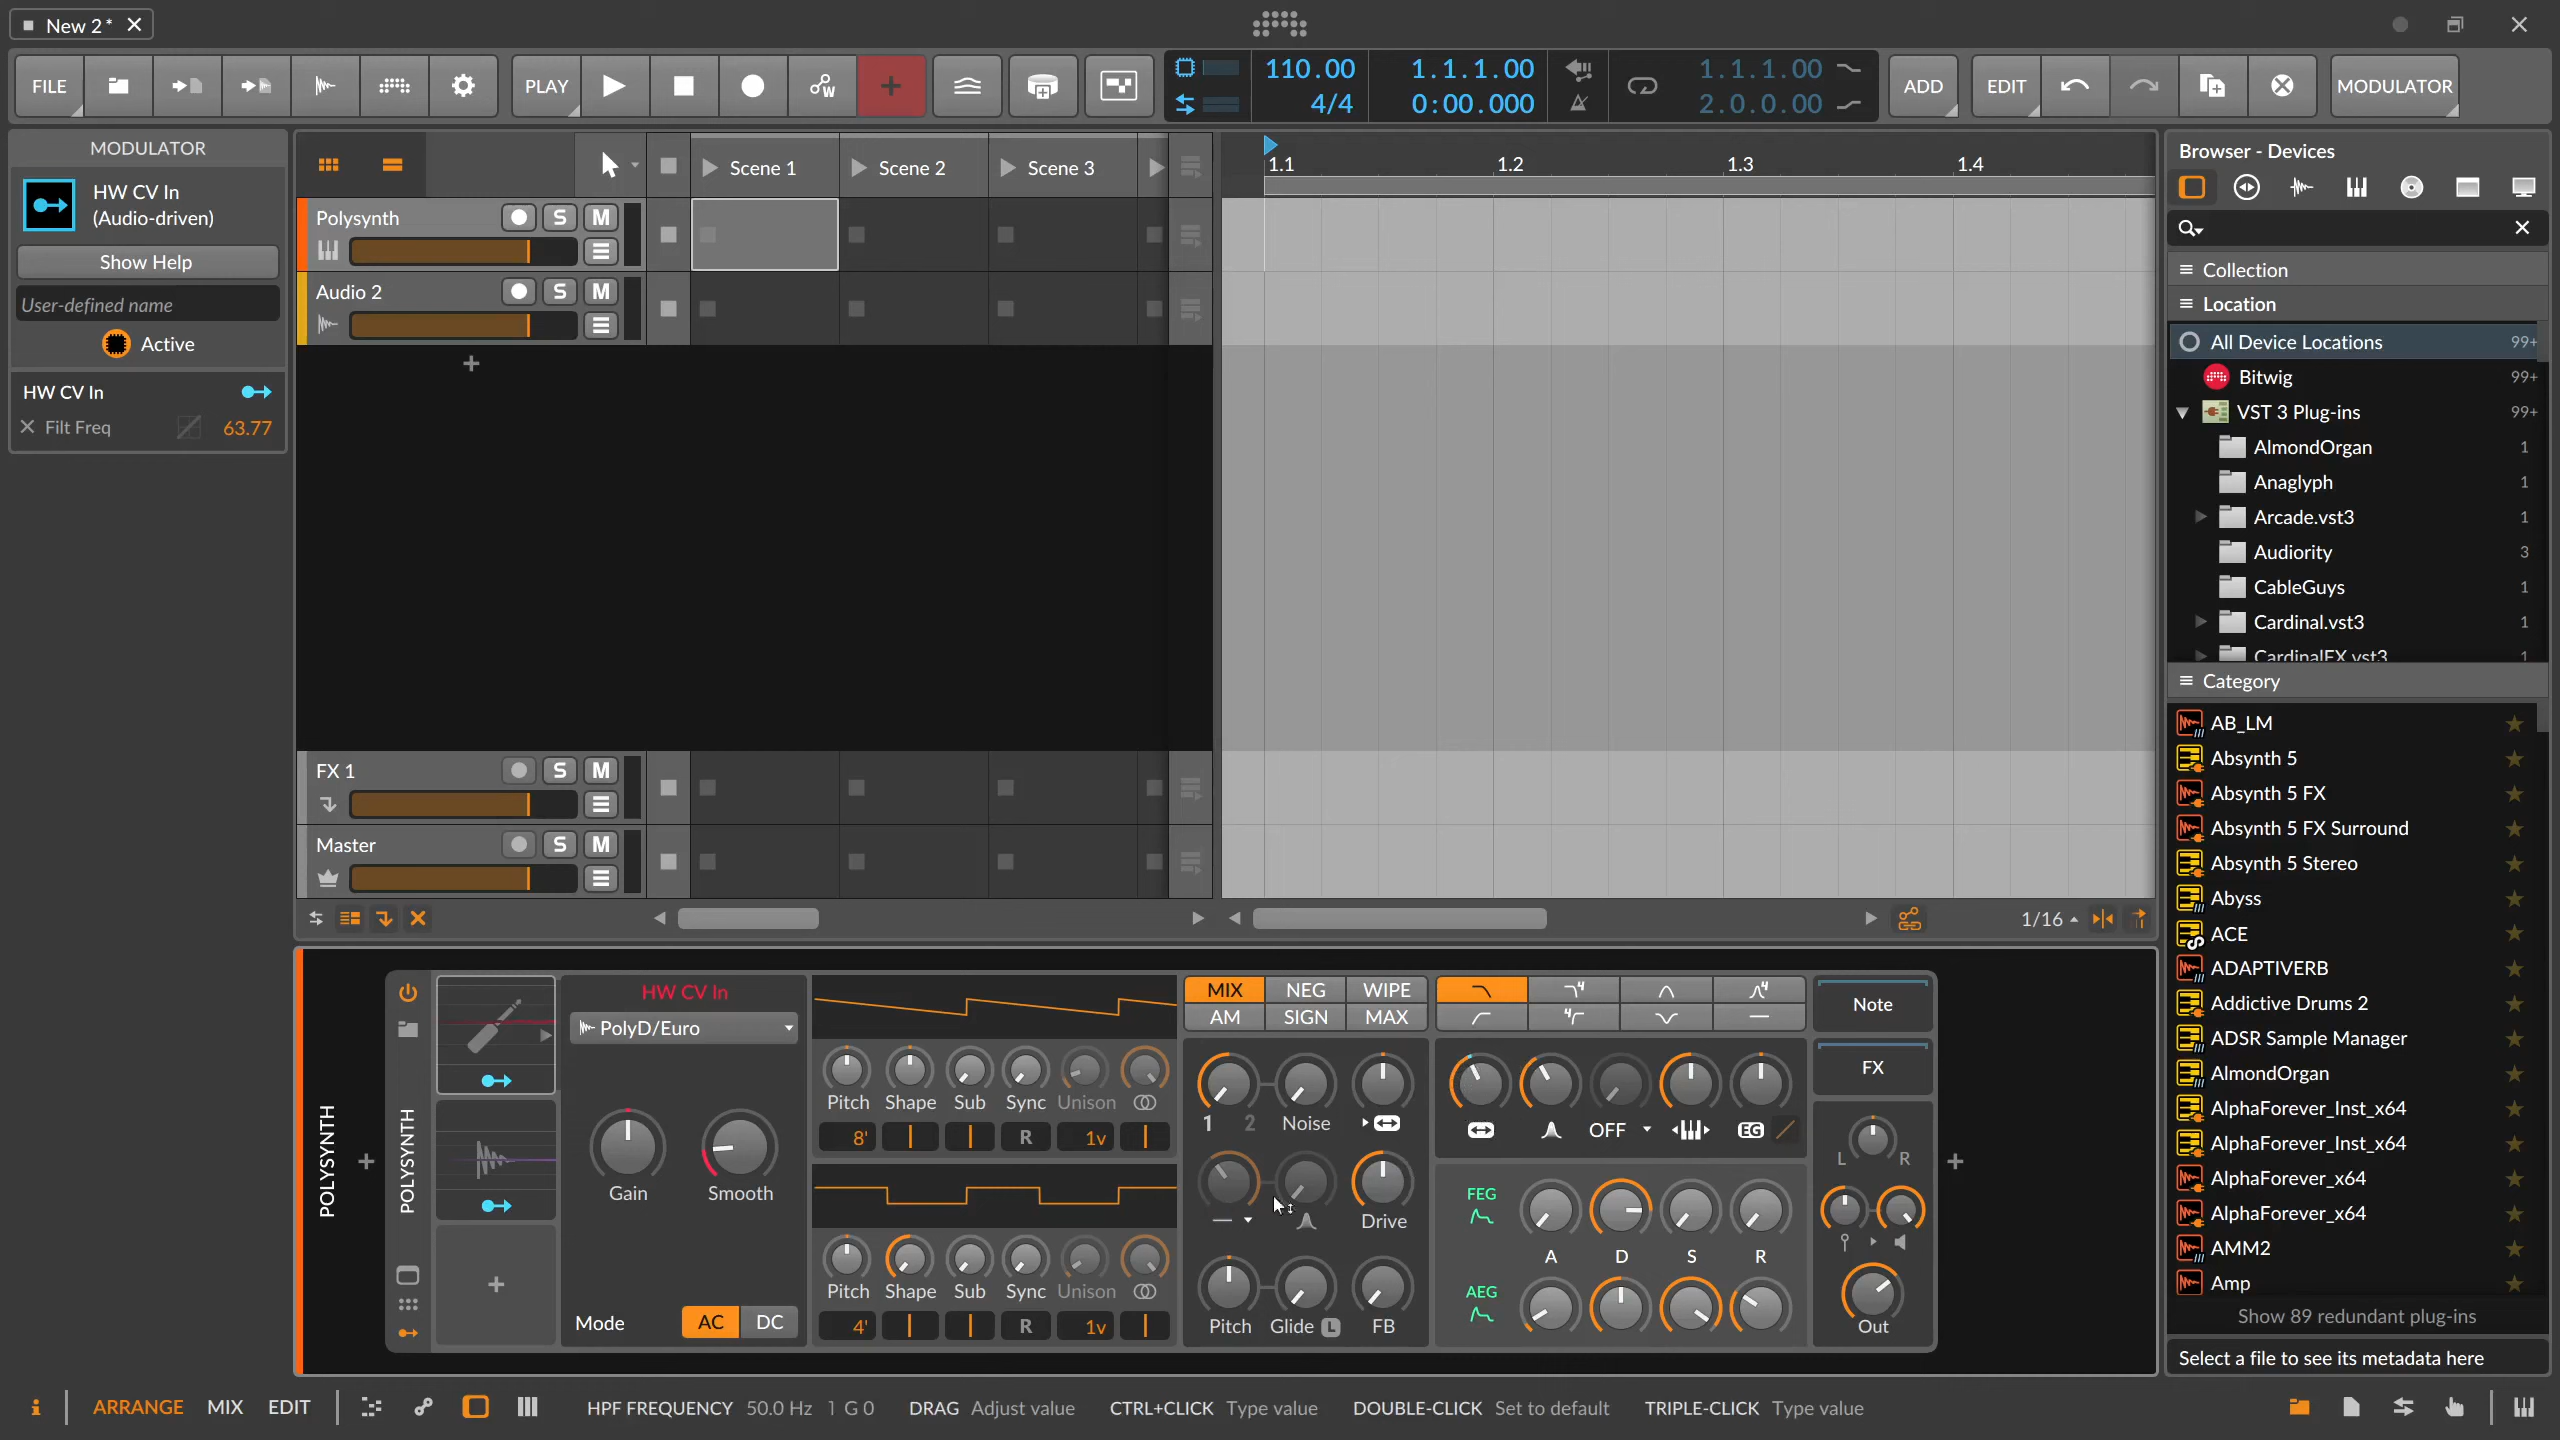 New 2*
FILE PLAY 110.00 4/4 1.1.1.00 0:00.000 1.1.1.00 2.0.0.00 ADD EDIT MODULATOR
MODULATOR
HW CV In
(Audio-driven)
Show Help
User-defined name
Active
HW CV In
Filt Freq 63.77
Scene 1 Scene 2 Scene 3
Polysynth S M
Audio 2 S M
+
FX 1 S M
Master S M
1.1 1.2 1.3 1.4
1/16
Browser - Devices
Collection
Location
All Device Locations 99+
Bitwig 99+
VST 3 Plug-ins 99+
AlmondOrgan 1
Anaglyph 1
Arcade.vst3 1
Audiority 3
CableGuys 1
Cardinal.vst3 1
CardinalFX.vst3 1
Category
AB_LM
Absynth 5
Absynth 5 FX
Absynth 5 FX Surround
Absynth 5 Stereo
Abyss
ACE
ADAPTIVERB
Addictive Drums 2
ADSR Sample Manager
AlmondOrgan
AlphaForever_Inst_x64
AlphaForever_Inst_x64
AlphaForever_x64
AlphaForever_x64
AMM2
Amp
Show 89 redundant plug-ins
Select a file to see its metadata here
POLYSYNTH
POLYSYNTH
HW CV In
PolyD/Euro
Gain Smooth
Mode AC DC
Pitch Shape Sub Sync Unison
8' R 1v
Pitch Shape Sub Sync Unison
4' R 1v
MIX NEG WIPE
AM SIGN MAX
1 2 Noise
Drive
Pitch Glide L FB
4 4
4
OFF EG
FEG
A D S R
AEG
Note
FX
L R
Out
i ARRANGE MIX EDIT HPF FREQUENCY 50.0 Hz 1 G 0 DRAG Adjust value CTRL+CLICK Type value DOUBLE-CLICK Set to default TRIPLE-CLICK Type value